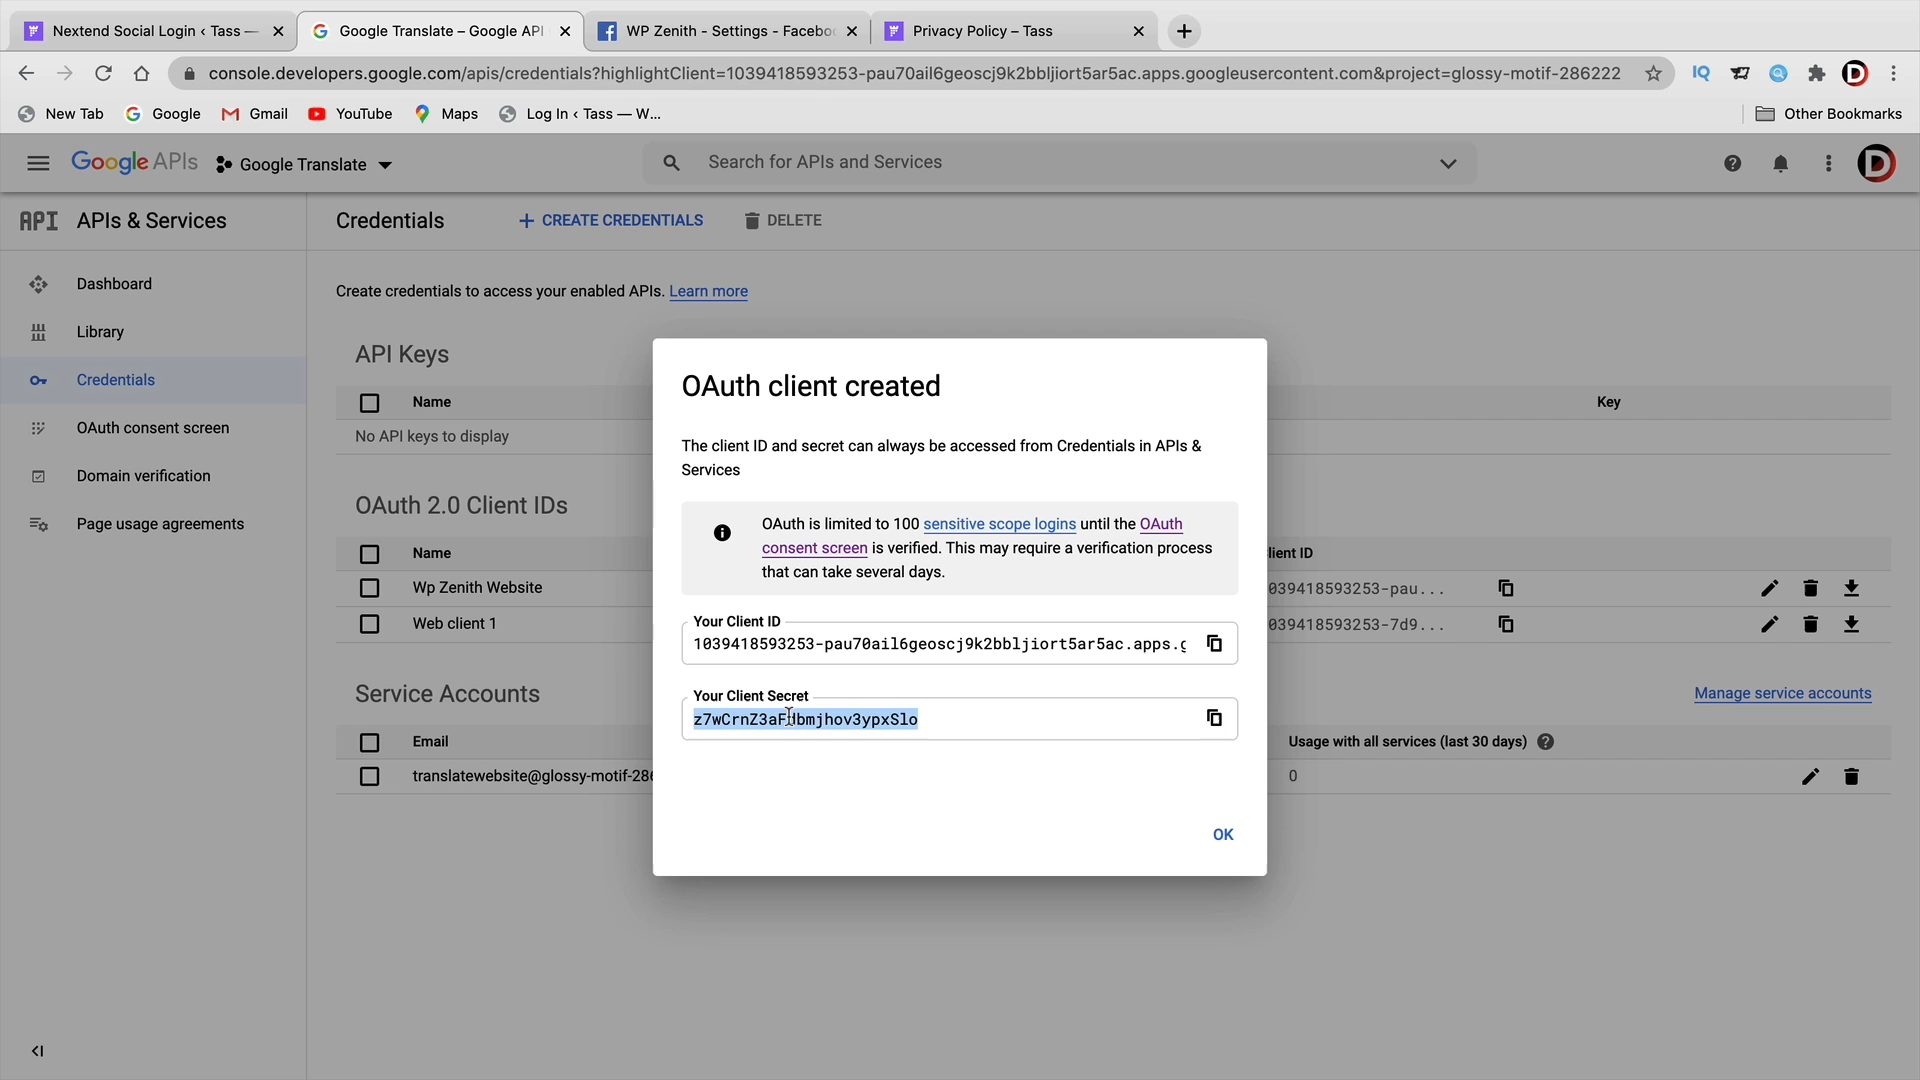 Nextend Social Login ‹ Tass —
Google Translate – Google API
WP Zenith - Settings - Facebo
Privacy Policy – Tass
console.developers.google.com/apis/credentials?highlightClient=1039418593253-pau70ail6geoscj9k2bbljiort5ar5ac.apps.googleusercontent.com&project=glossy-motif-286222
New Tab
Google
Gmail
YouTube
Maps
Log In ‹ Tass — W...
Other Bookmarks
Google APIs
Google Translate
Search for APIs and Services
API APIs & Services
Credentials
CREATE CREDENTIALS
DELETE
Dashboard
Library
Credentials
OAuth consent screen
Domain verification
Page usage agreements
Create credentials to access your enabled APIs. Learn more
API Keys
Name
Key
No API keys to display
OAuth 2.0 Client IDs
Name
lient ID
Wp Zenith Website
039418593253-pau...
Web client 1
039418593253-7d9...
Service Accounts
Manage service accounts
Email
Usage with all services (last 30 days)
translatewebsite@glossy-motif-286
0
OAuth client created
The client ID and secret can always be accessed from Credentials in APIs &
Services
OAuth is limited to 100 sensitive scope logins until the OAuth
consent screen is verified. This may require a verification process
that can take several days.
Your Client ID
1039418593253-pau70ail6geoscj9k2bbljiort5ar5ac.apps.g
Your Client Secret
OK